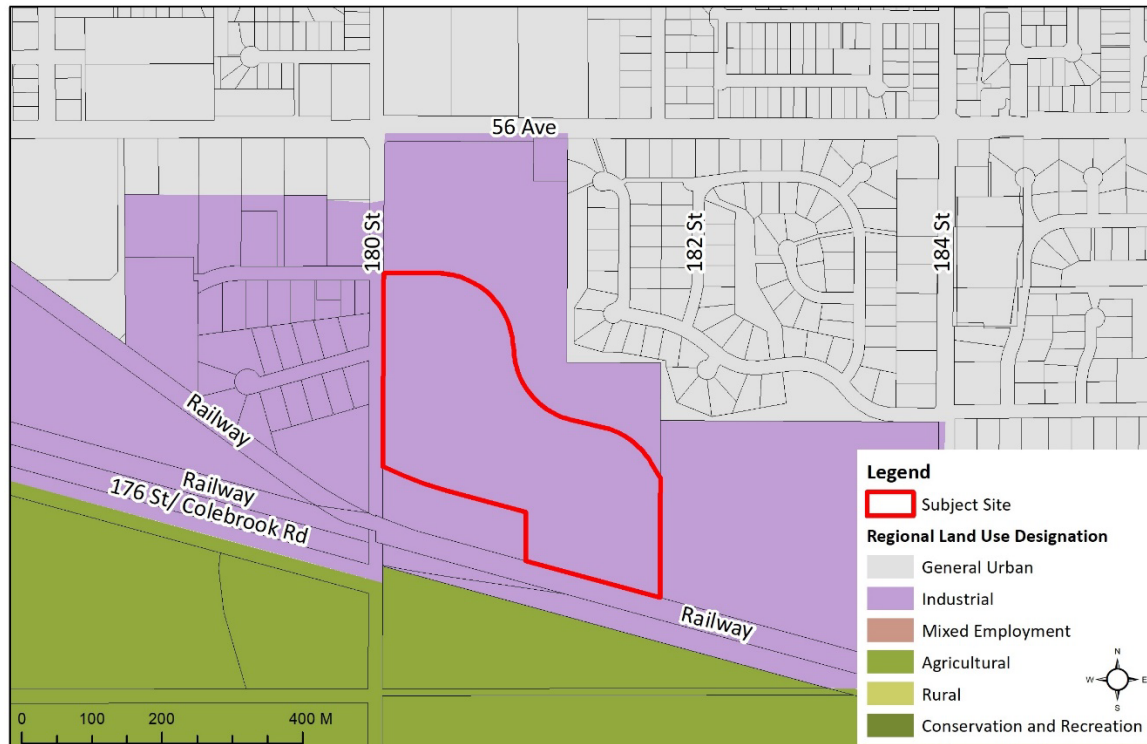 56 Ave
180 St
182 St
184 St
Railway
Railway
176 St/ Colebrook Rd
Railway
Legend
Subject Site
Regional Land Use Designation
General Urban
Industrial
Mixed Employment
Agricultural
Rural
Conservation and Recreation
N
W E
S
0 100 200 400 M